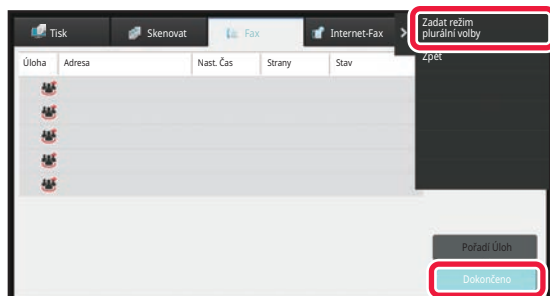 Tisk
Skenovat
Fax
Internet-Fax
Zadat režim
plurální volby
Zpět
Úloha
Adresa
Nast. Čas
Strany
Stav
Pořadí Úloh
Dokončeno